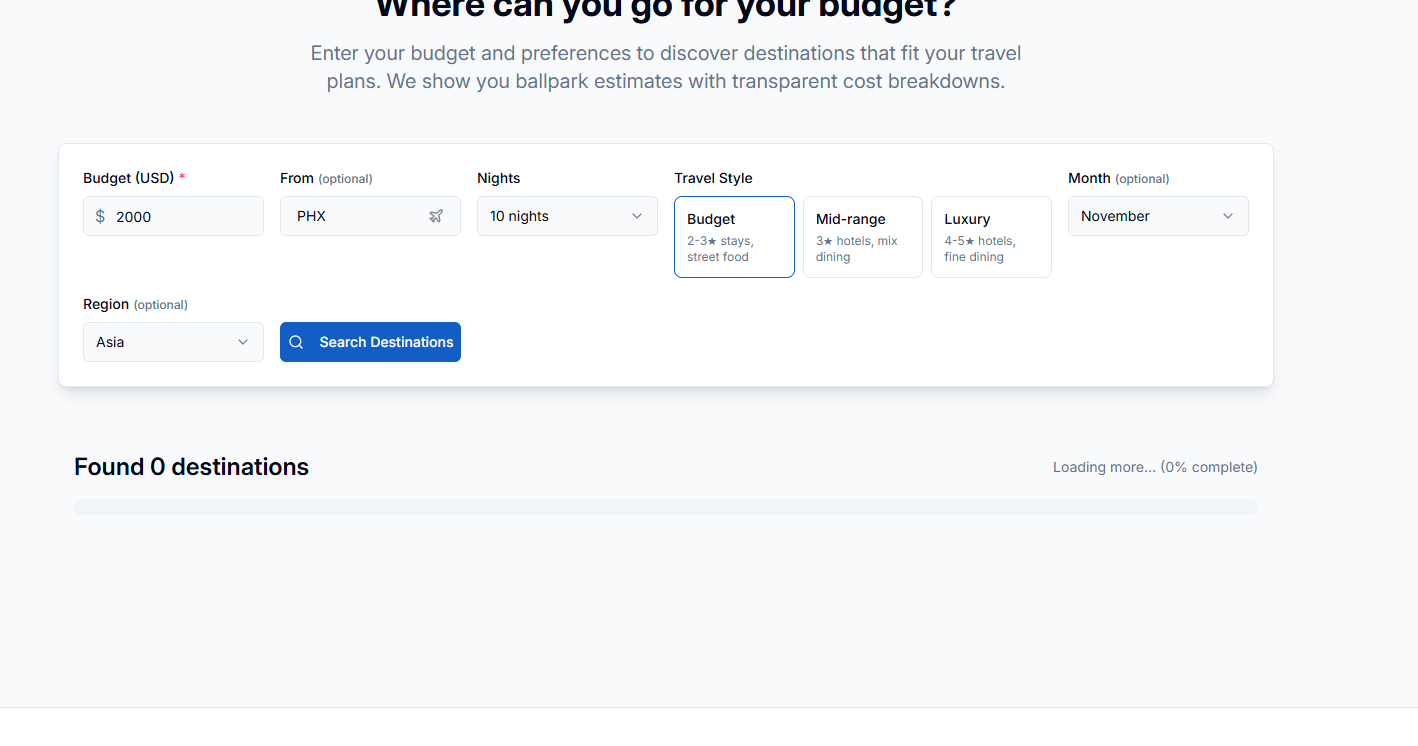 Where can you go for your budget?
Enter your budget and preferences to discover destinations that fit your travel
plans. We show you ballpark estimates with transparent cost breakdowns.
Budget (USD) *
$ 2000
From (optional)
PHX
Nights
10 nights
Travel Style
Budget
2-3★ stays,
street food
Mid-range
3★ hotels, mix
dining
Luxury
4-5★ hotels,
fine dining
Month (optional)
November
Region (optional)
Asia
Search Destinations
Found 0 destinations
Loading more... (0% complete)